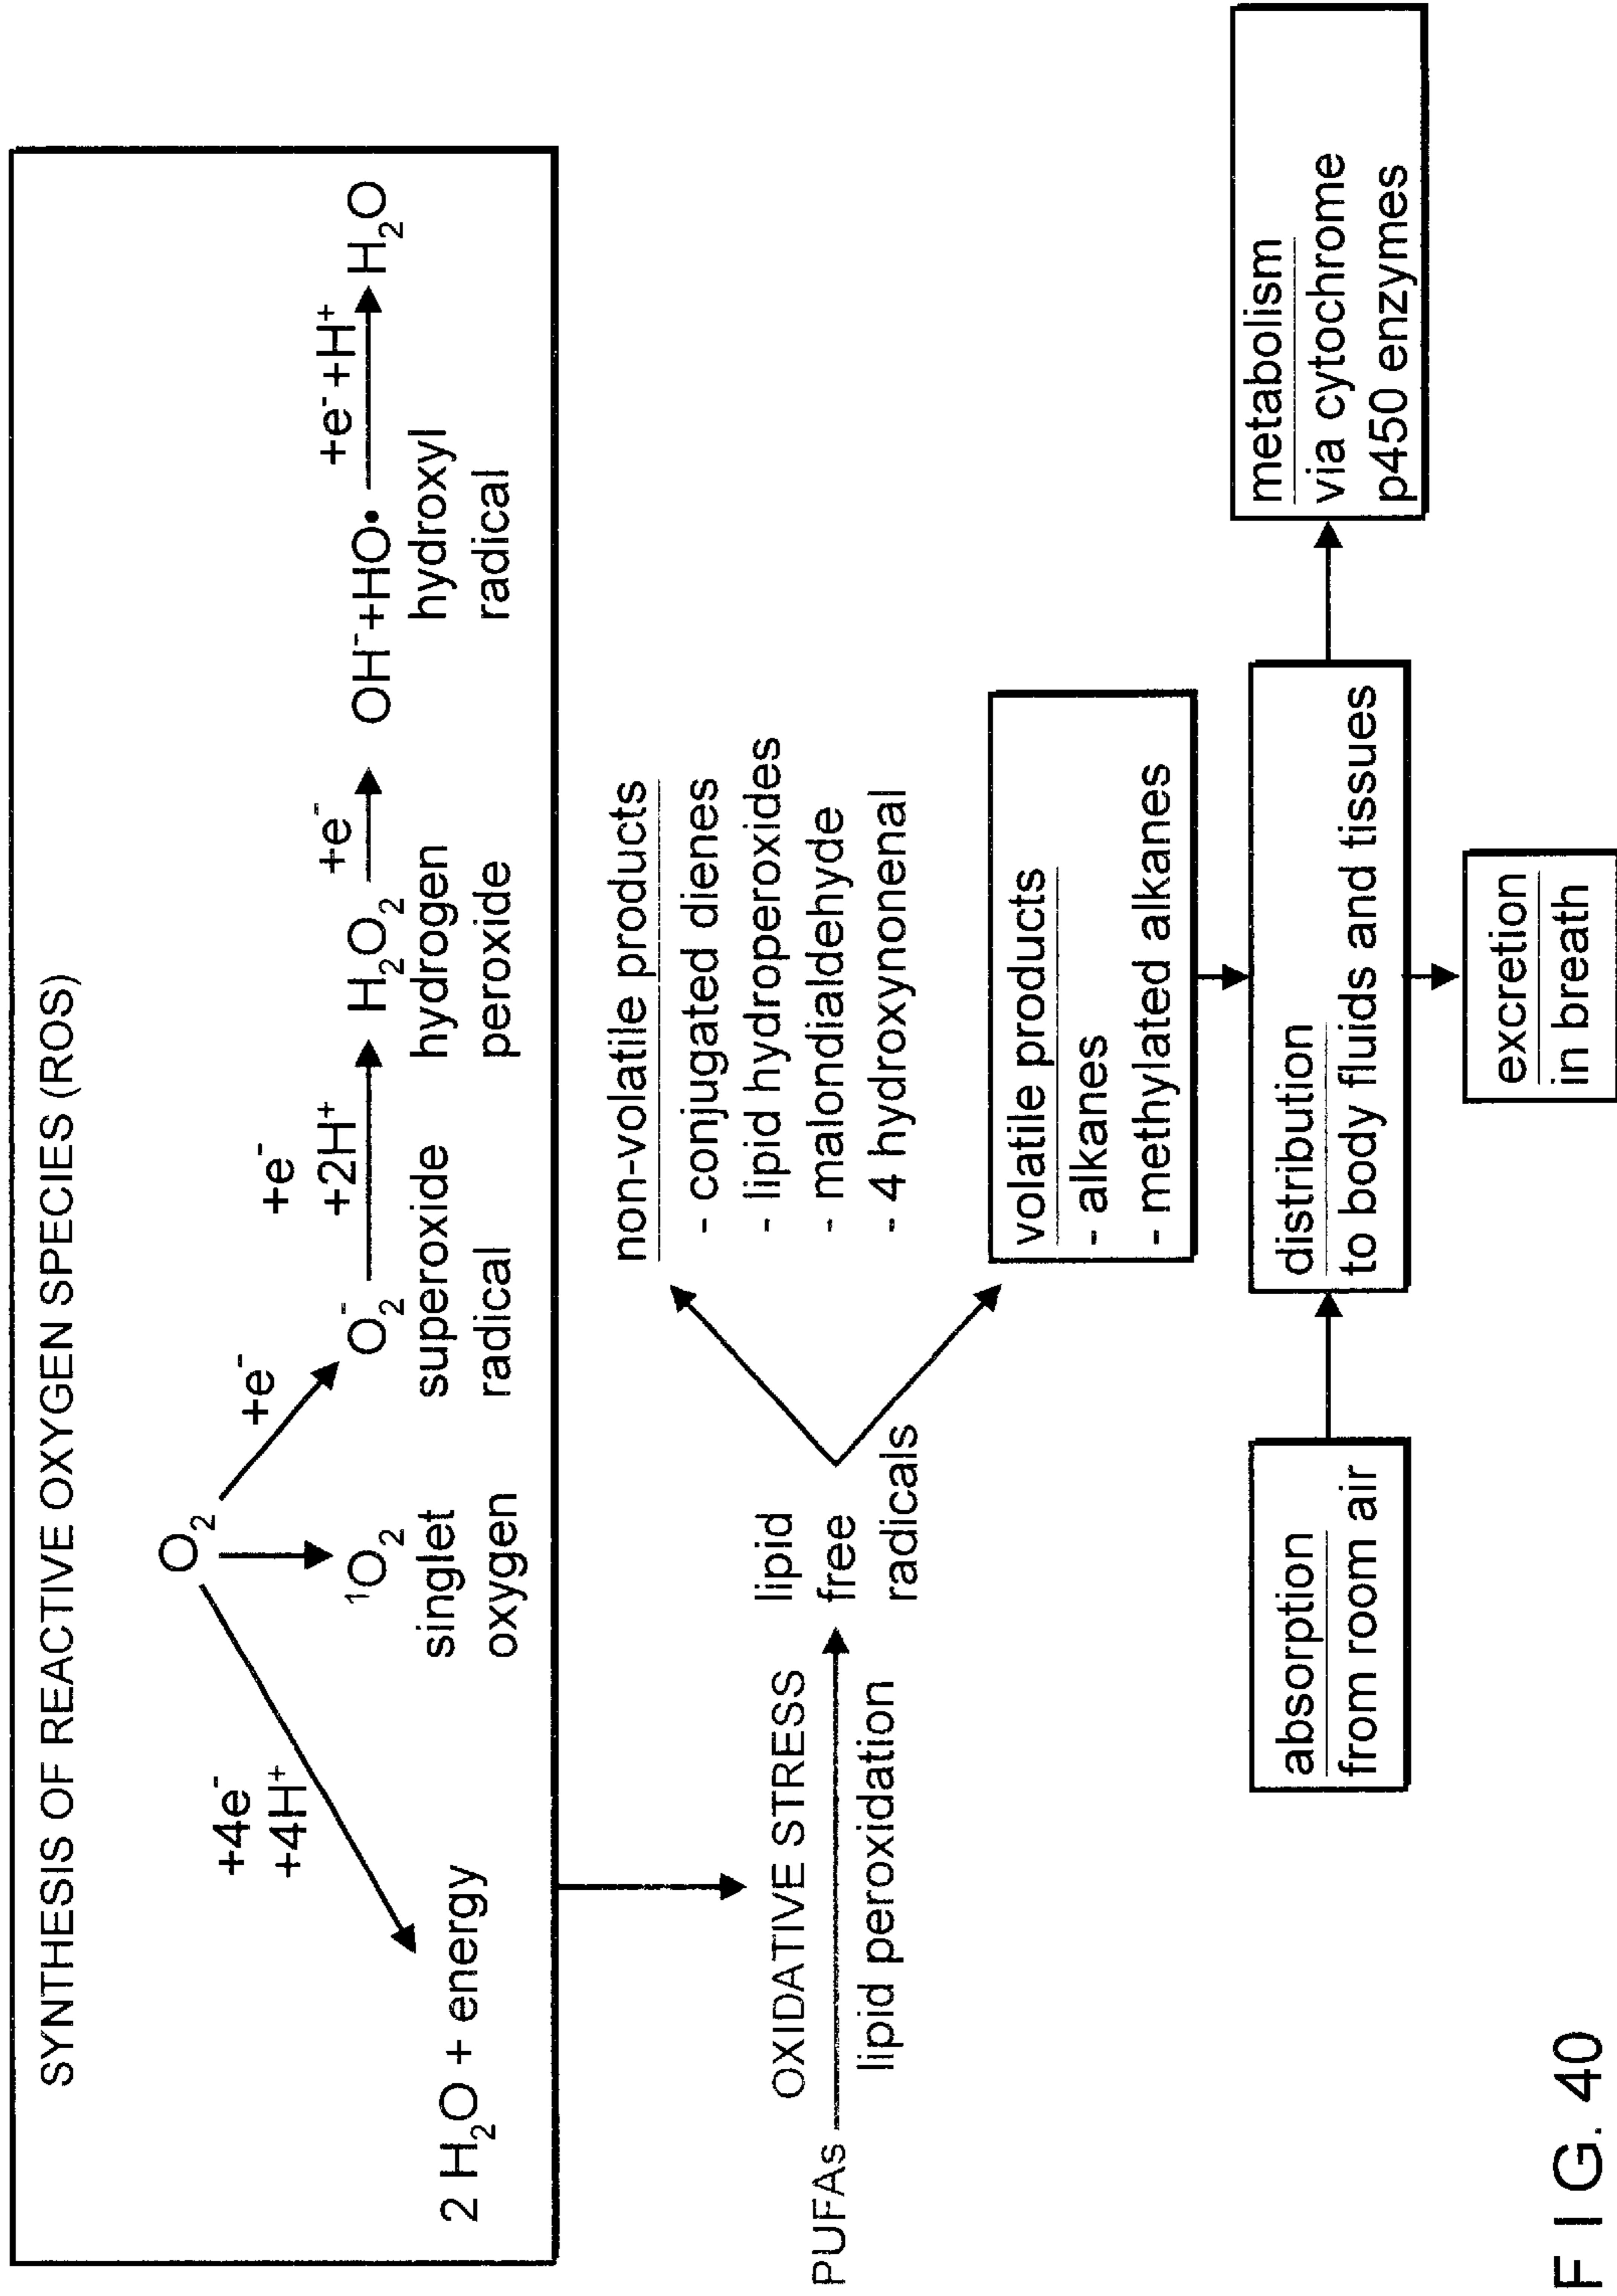 SYNTHESIS OF REACTIVE OXYGEN SPECIES (ROS)
O₂
+4e⁻
+4H⁺
+e⁻
+e⁻
+2H⁺
+e⁻
+e⁻+H⁺
2 H₂O + energy
¹O₂
singlet
oxygen
O₂⁻
superoxide
radical
H₂O₂
hydrogen
peroxide
OH⁻+HO•
hydroxyl
radical
H₂O
PUFAs
OXIDATIVE STRESS
lipid peroxidation
lipid
free
radicals
non-volatile products
- conjugated dienes
- lipid hydroperoxides
- malondialdehyde
- 4 hydroxynonenal
volatile products
- alkanes
- methylated alkanes
absorption
from room air
distribution
to body fluids and tissues
metabolism
via cytochrome
p450 enzymes
excretion
in breath
FIG. 40